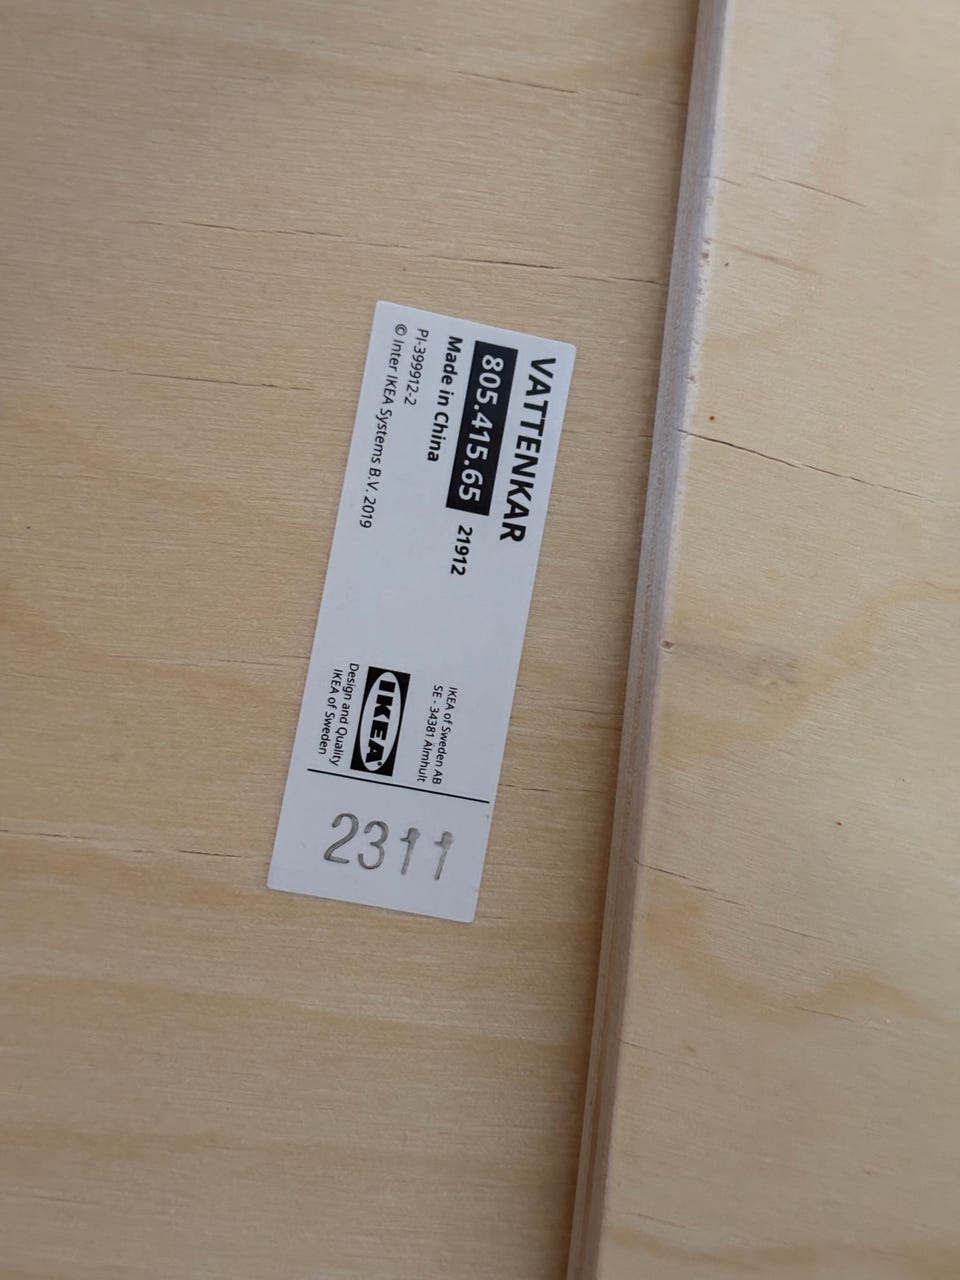 VATTENKAR
805.415.65 21912
Made in China
PI-399912-2
© Inter IKEA Systems B.V. 2019
IKEA of Sweden AB
SE - 34381 Älmhult
IKEA®
Design and Quality
IKEA of Sweden
2311